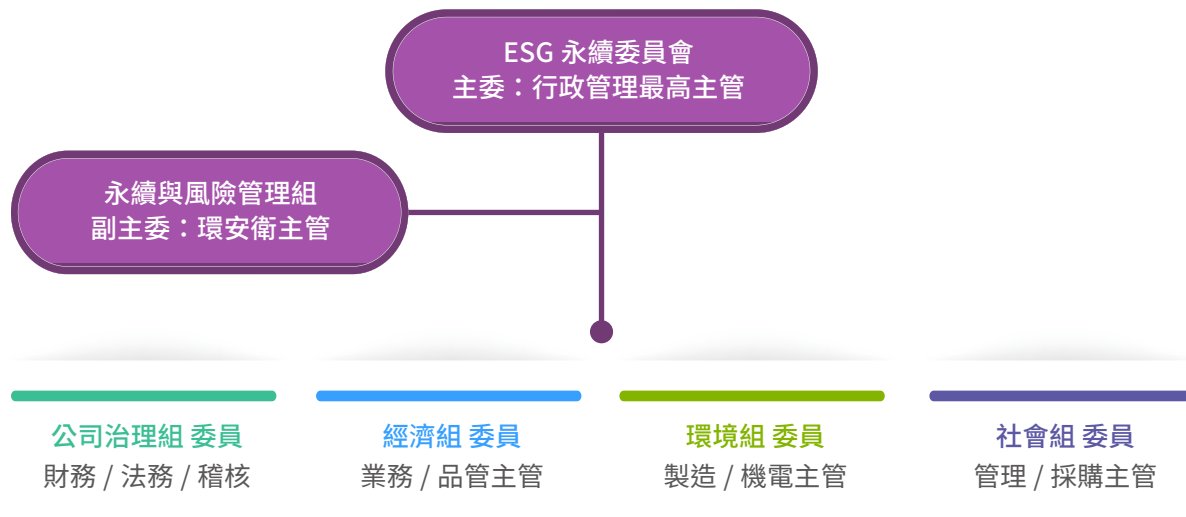 ESG 永續委員會
主委：行政管理最高主管
永續與風險管理組
副主委：環安衛主管
公司治理組 委員
財務 / 法務 / 稽核
經濟組 委員
業務 / 品管主管
環境組 委員
製造 / 機電主管
社會組 委員
管理 / 採購主管